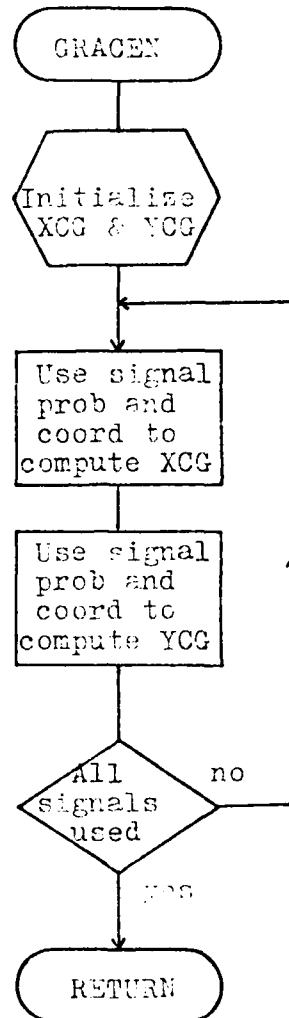 GRACEN
Initialize
XCG & YCG
Use signal
prob and
coord to
compute XCG
Use signal
prob and
coord to
compute YCG
All
signals
used
no
yes
RETURN